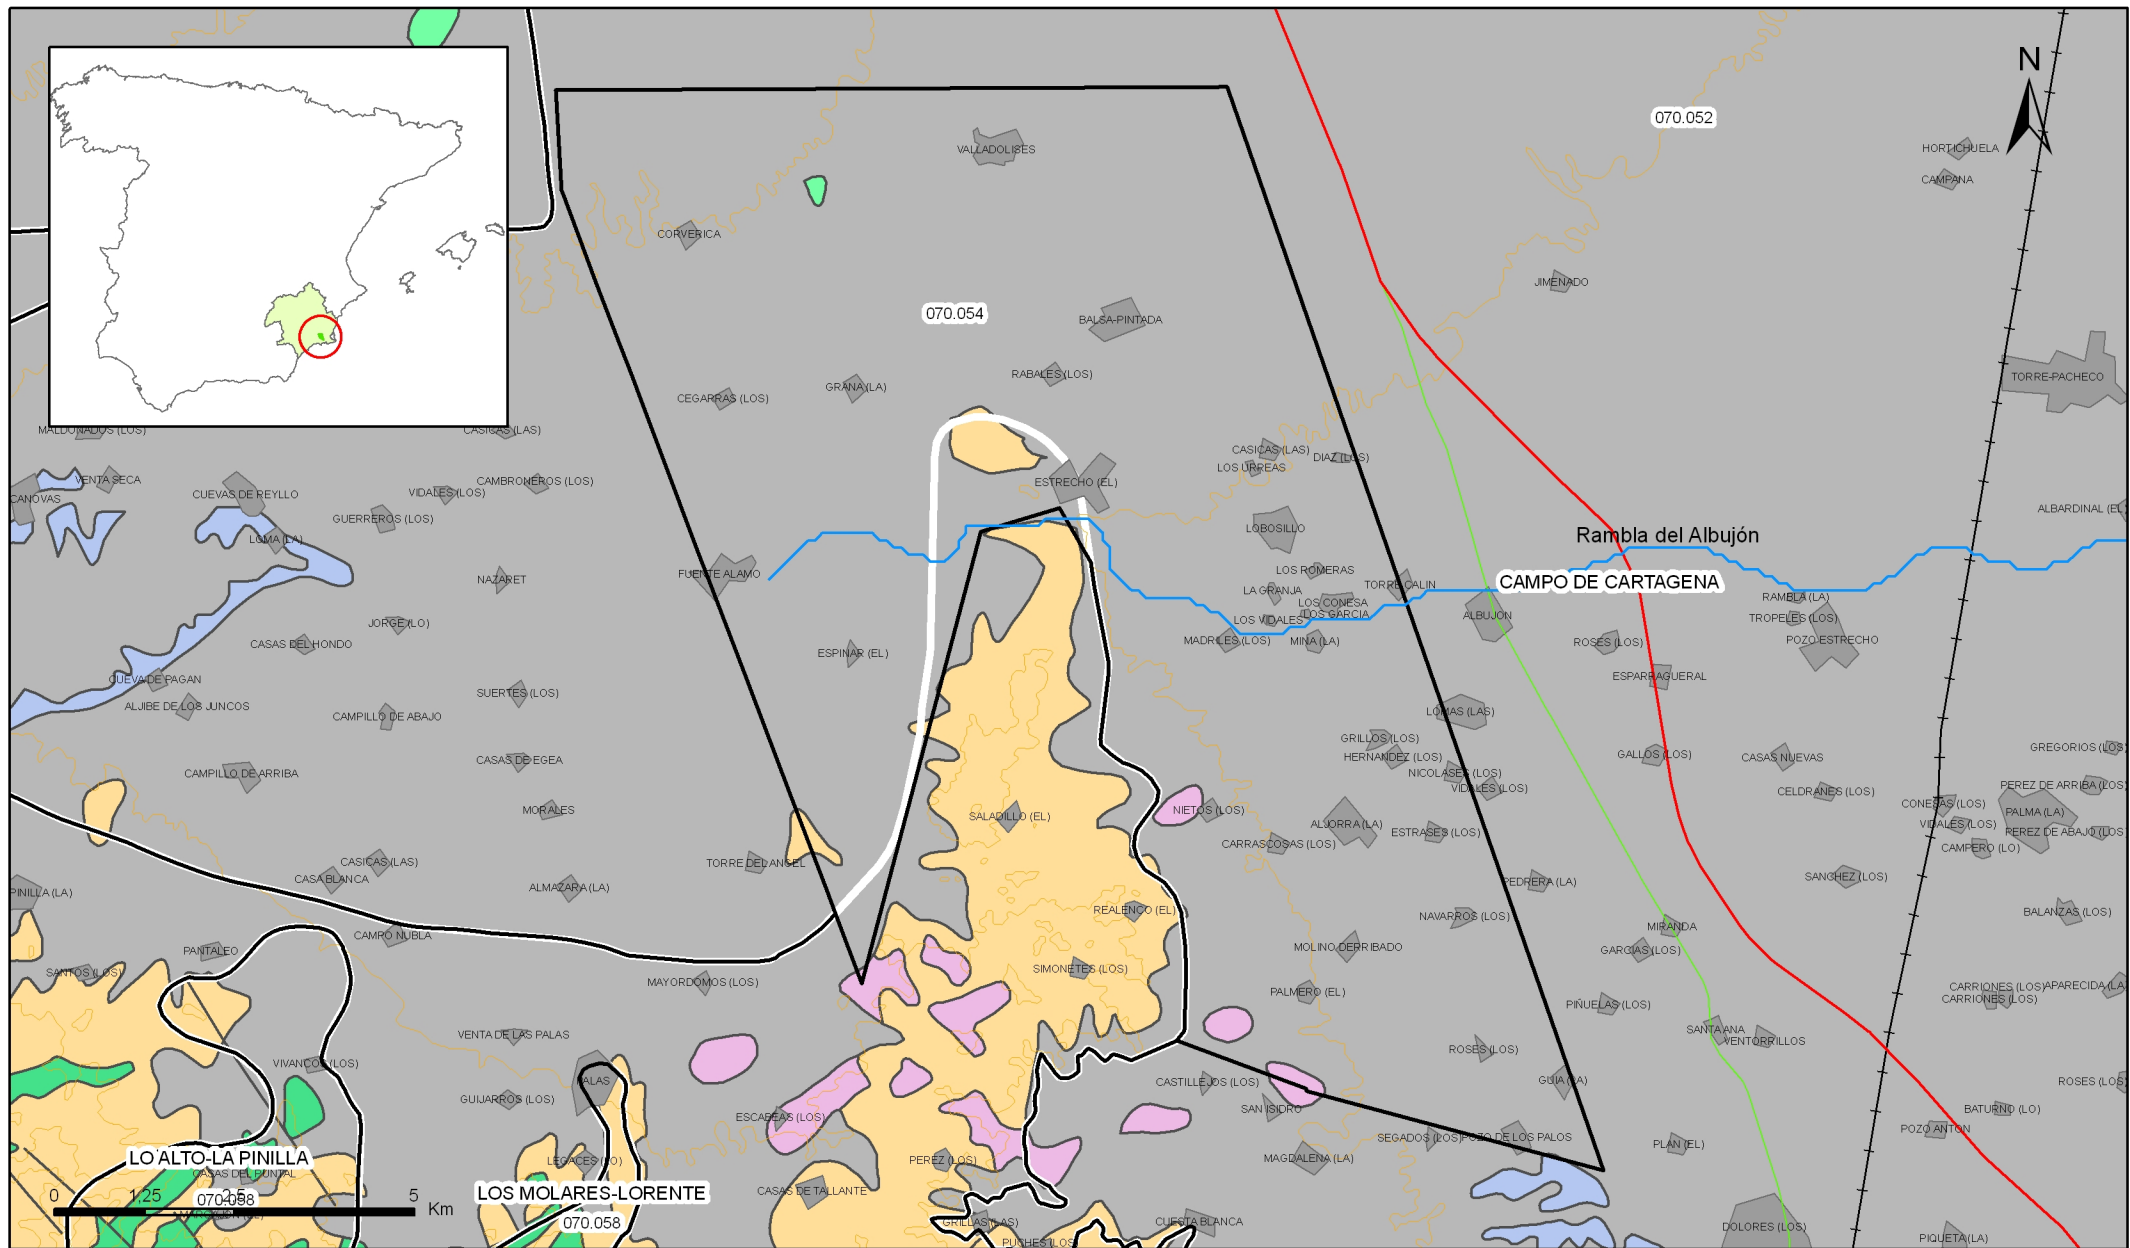 N
070.052
VALLADOLISES
HORTICHUELA
CAMPANA
CORVERICA
JIMENADO
070.054
BALSA-PINTADA
RABALES (LOS)
TORRE-PACHECO
GRANA (LA)
CEGARRAS (LOS)
MALDONADOS (LOS)
CASICAS (LAS)
CASICAS (LAS)
DIAZ (LOS)
LOS URREAS
VENTA SECA
CAMBRONEROS (LOS)
ESTRECHO (EL)
CANOVAS
CUEVAS DE REYLLO
VIDALES (LOS)
ALBARDINAL (EL)
GUERREROS (LOS)
LOBOSILLO
LOMA (LA)
Rambla del Albujón
FUENTE ALAMO
NAZARET
LOS ROMERAS
CAMPO DE CARTAGENA
TORRE CALIN
LA GRANJA
LOS CONESA
RAMBLA (LA)
LOS GARCIA
ALBUJON
LOS VIDALES
TROPELES (LOS)
JORGE (LO)
CASAS DEL HONDO
MADRILES (LOS)
MINA (LA)
ROSES (LOS)
POZO ESTRECHO
ESPINAR (EL)
CUEVA DE PAGAN
ESPARRAGUERAL
SUERTES (LOS)
ALJIBE DE LOS JUNCOS
CAMPILLO DE ABAJO
LOMAS (LAS)
GRILLOS (LOS)
GREGORIOS (LOS)
HERNANDEZ (LOS)
GALLOS (LOS)
CASAS NUEVAS
CASAS DE EGEA
CAMPILLO DE ARRIBA
NICOLASES (LOS)
VIDALES (LOS)
PEREZ DE ARRIBA (LOS)
CELDRANES (LOS)
MORALES
NIETOS (LOS)
CONESAS (LOS)
PALMA (LA)
SALADILLO (EL)
ALJORRA (LA)
ESTRASES (LOS)
VIDALES (LOS)
PEREZ DE ABAJO (LOS)
CARRASCOSAS (LOS)
CAMPERO (LO)
CASICAS (LAS)
TORRE DEL ANGEL
CASA BLANCA
ALMAZARA (LA)
PEDRERA (LA)
SANCHEZ (LOS)
PINILLA (LA)
REALENCO (EL)
NAVARROS (LOS)
BALANZAS (LOS)
MIRANDA
CAMPO NUBLA
PANTALEO
MOLINO DERRIBADO
GARCIAS (LOS)
SANTOS (LOS)
SIMONETES (LOS)
MAYORDOMOS (LOS)
PALMERO (EL)
CARRIONES (LOS)
APARECIDA (LA
CARRIONES (LOS)
PIÑUELAS (LOS)
VENTA DE LAS PALAS
SANTA ANA
VENTORRILLOS
VIVANCOS (LOS)
ROSES (LOS)
PALAS
CASTILLEJOS (LOS)
GUIA (LA)
ROSES (LOS)
GUIJARROS (LOS)
SAN ISIDRO
BATURNO (LO)
ESCABEAS (LOS)
POZO ANTON
SEGADOS (LOS)
POZO DE LOS PALOS
PLAN (EL)
LO ALTO-LA PINILLA
LEGACES (LO)
PEREZ (LOS)
MAGDALENA (LA)
CASAS DEL PUNTAL
LOS MOLARES-LORENTE
CASAS DE TALLANTE
0 1,25 2,5 5
Km
070.058
070.058
GRILLAS (LAS)
CUESTA BLANCA
DOLORES (LOS)
PUCHES (LOS)
PIQUETA (LA)